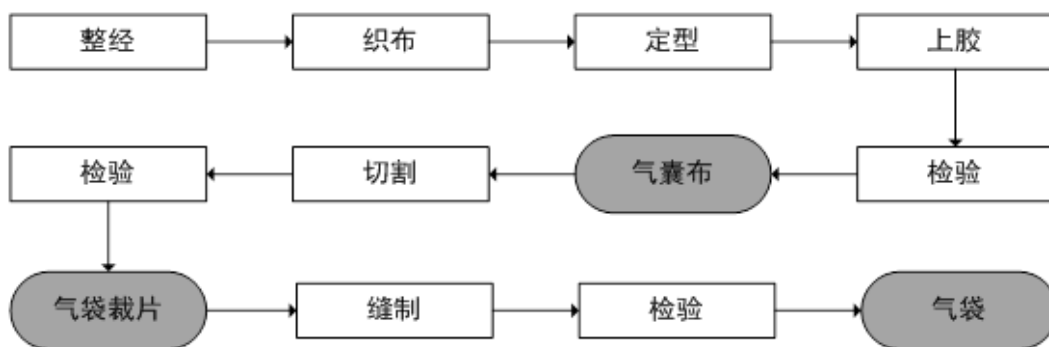 整经 织布 定型 上胶
检验 切割 气囊布 检验
气袋裁片 缝制 检验 气袋